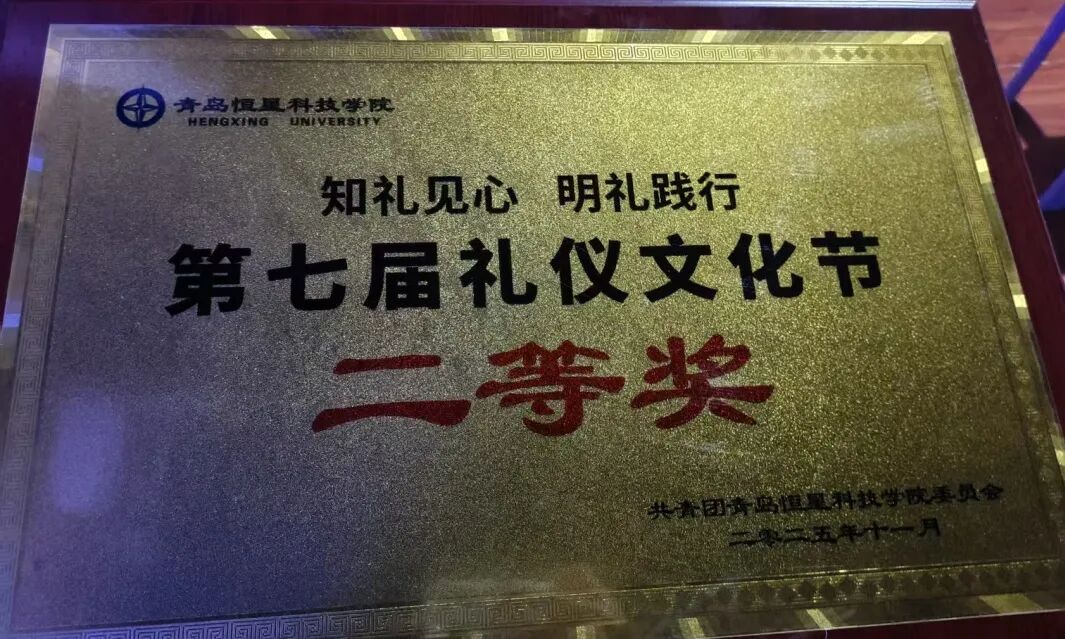 青岛恒星科技学院
HENGXING UNIVERSITY
知礼见心 明礼践行
第七届礼仪文化节
二等奖
共青团青岛恒星科技学院委员会
二〇二五年十一月